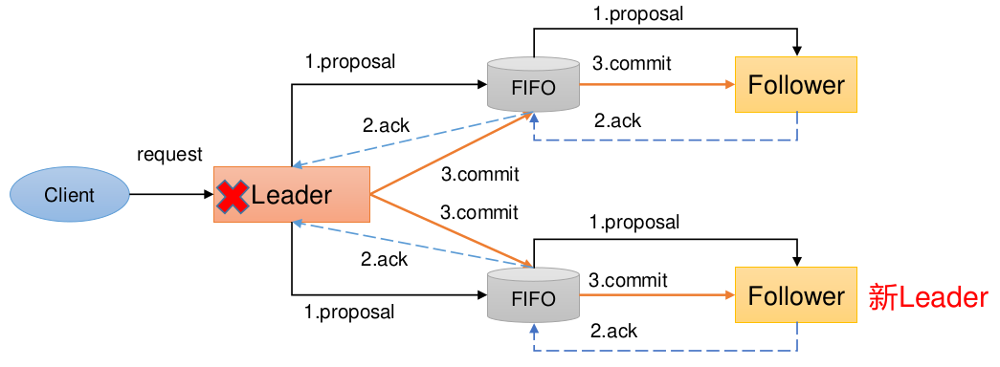 1.proposal
1.proposal
3.commit
FIFO
Follower
2.ack
2.ack
request
3.commit
Client
Leader
3.commit
1.proposal
2.ack
3.commit
FIFO
Follower
新Leader
1.proposal
2.ack